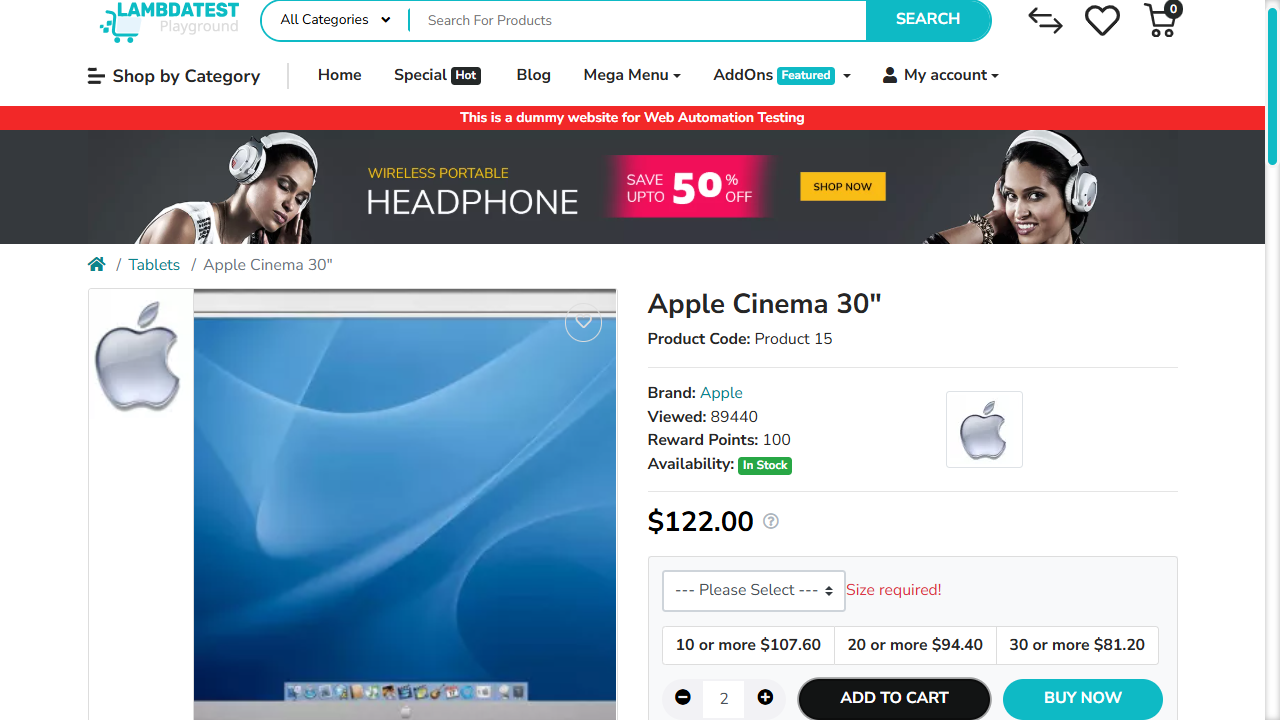 LAMBDATEST
Playground
All Categories
Search For Products
SEARCH
0
Shop by Category
Home
Special Hot
Blog
Mega Menu
AddOns Featured
My account
This is a dummy website for Web Automation Testing
WIRELESS PORTABLE
HEADPHONE
SAVE UPTO 50% OFF
SHOP NOW
/ Tablets / Apple Cinema 30"
Apple Cinema 30"
Product Code: Product 15
Brand: Apple
Viewed: 89440
Reward Points: 100
Availability: In Stock
$122.00
--- Please Select --- Size required!
10 or more $107.60
20 or more $94.40
30 or more $81.20
2
ADD TO CART
BUY NOW